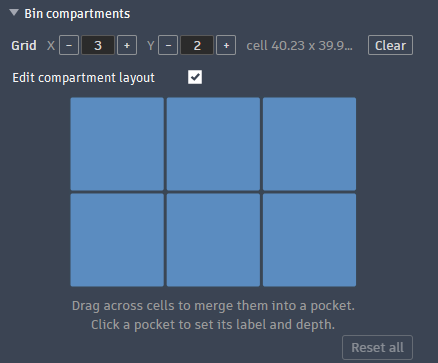 Bin compartments
Grid X - 3 + Y - 2 + cell 40.23 x 39.9... Clear
Edit compartment layout
Drag across cells to merge them into a pocket.
Click a pocket to set its label and depth.
Reset all